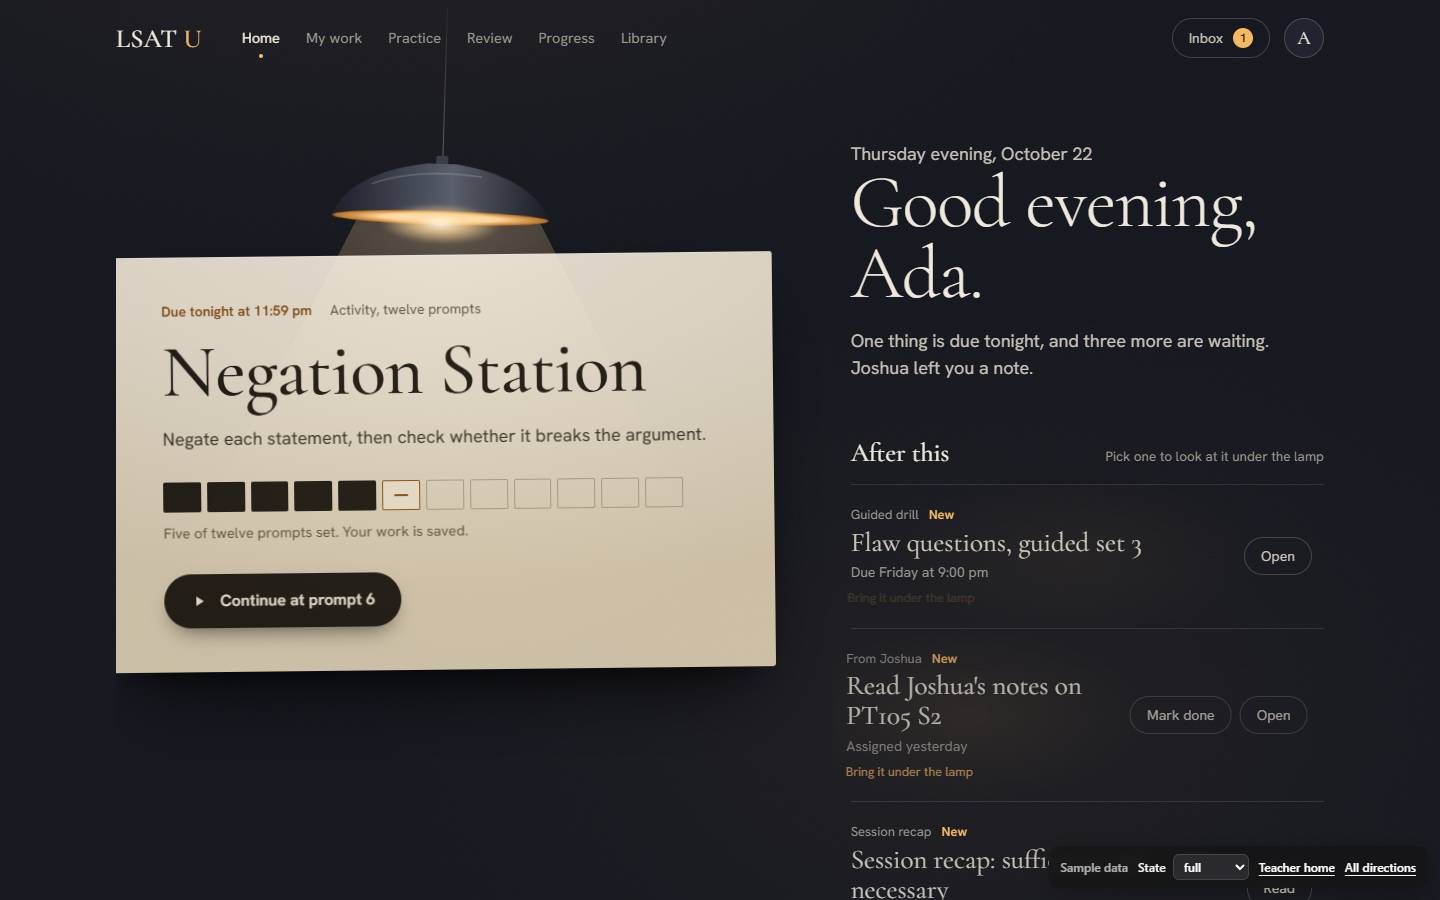 LSAT U
Home
My work
Practice
Review
Progress
Library
Inbox 1
A
Due tonight at 11:59 pm
Activity, twelve prompts
Negation Station
Negate each statement, then check whether it breaks the argument.
Five of twelve prompts set. Your work is saved.
Continue at prompt 6
Thursday evening, October 22
Good evening,
Ada.
One thing is due tonight, and three more are waiting.
Joshua left you a note.
After this
Pick one to look at it under the lamp
Guided drill New
Flaw questions, guided set 3
Due Friday at 9:00 pm
Bring it under the lamp
Open
From Joshua New
Read Joshua's notes on
PT105 S2
Assigned yesterday
Bring it under the lamp
Mark done
Open
Session recap New
Session recap:
necessary
Read
Sample data State full Teacher home All directions